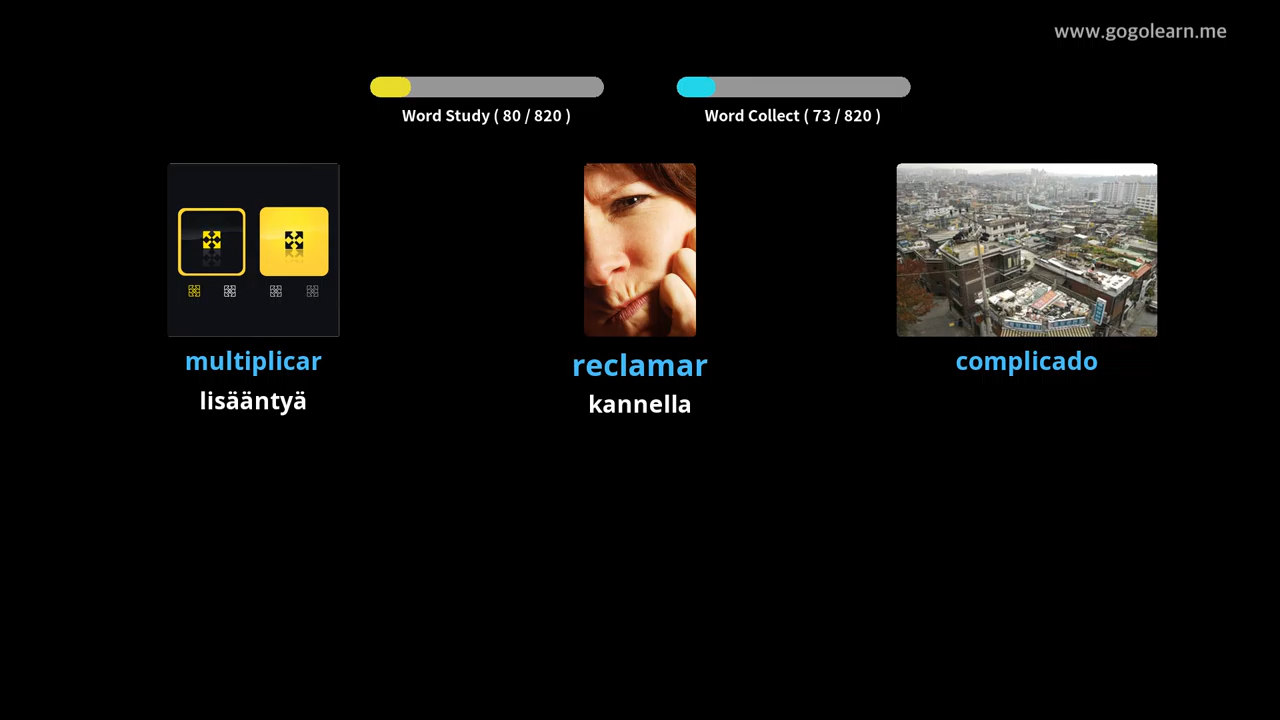 www.gogolearn.me
Word Study ( 80 / 820 )
Word Collect ( 73 / 820 )
multiplicar
lisääntyä
reclamar
kannella
complicado